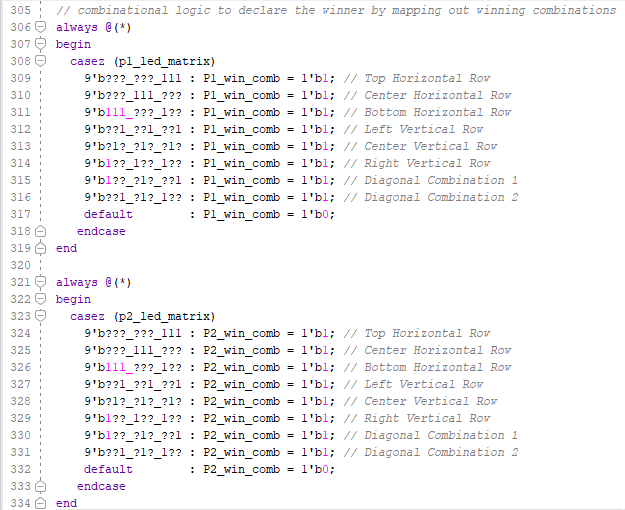 305 // combinational logic to declare the winner by mapping out winning combinations
306 always @(*)
307 begin
308 casez (p1_led_matrix)
309 9'b???_???_111 : P1_win_comb = 1'b1; // Top Horizontal Row
310 9'b???_111_??? : P1_win_comb = 1'b1; // Center Horizontal Row
311 9'b111_???_1?? : P1_win_comb = 1'b1; // Bottom Horizontal Row
312 9'b??1_??1_??1 : P1_win_comb = 1'b1; // Left Vertical Row
313 9'b?1?_?1?_?1? : P1_win_comb = 1'b1; // Center Vertical Row
314 9'b1??_1??_1?? : P1_win_comb = 1'b1; // Right Vertical Row
315 9'b1??_?1?_??1 : P1_win_comb = 1'b1; // Diagonal Combination 1
316 9'b??1_?1?_1?? : P1_win_comb = 1'b1; // Diagonal Combination 2
317 default : P1_win_comb = 1'b0;
318 endcase
319 end
320
321 always @(*)
322 begin
323 casez (p2_led_matrix)
324 9'b???_???_111 : P2_win_comb = 1'b1; // Top Horizontal Row
325 9'b???_111_??? : P2_win_comb = 1'b1; // Center Horizontal Row
326 9'b111_???_1?? : P2_win_comb = 1'b1; // Bottom Horizontal Row
327 9'b??1_??1_??1 : P2_win_comb = 1'b1; // Left Vertical Row
328 9'b?1?_?1?_?1? : P2_win_comb = 1'b1; // Center Vertical Row
329 9'b1??_1??_1?? : P2_win_comb = 1'b1; // Right Vertical Row
330 9'b1??_?1?_??1 : P2_win_comb = 1'b1; // Diagonal Combination 1
331 9'b??1_?1?_1?? : P2_win_comb = 1'b1; // Diagonal Combination 2
332 default : P2_win_comb = 1'b0;
333 endcase
334 end